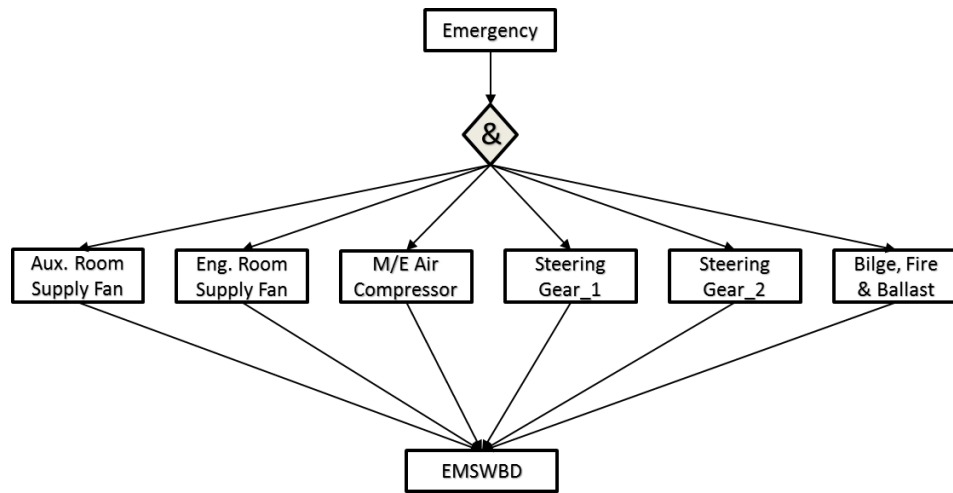 Emergency
&
Aux. Room
Supply Fan
Eng. Room
Supply Fan
M/E Air
Compressor
Steering
Gear_1
Steering
Gear_2
Bilge, Fire
& Ballast
EMSWBD